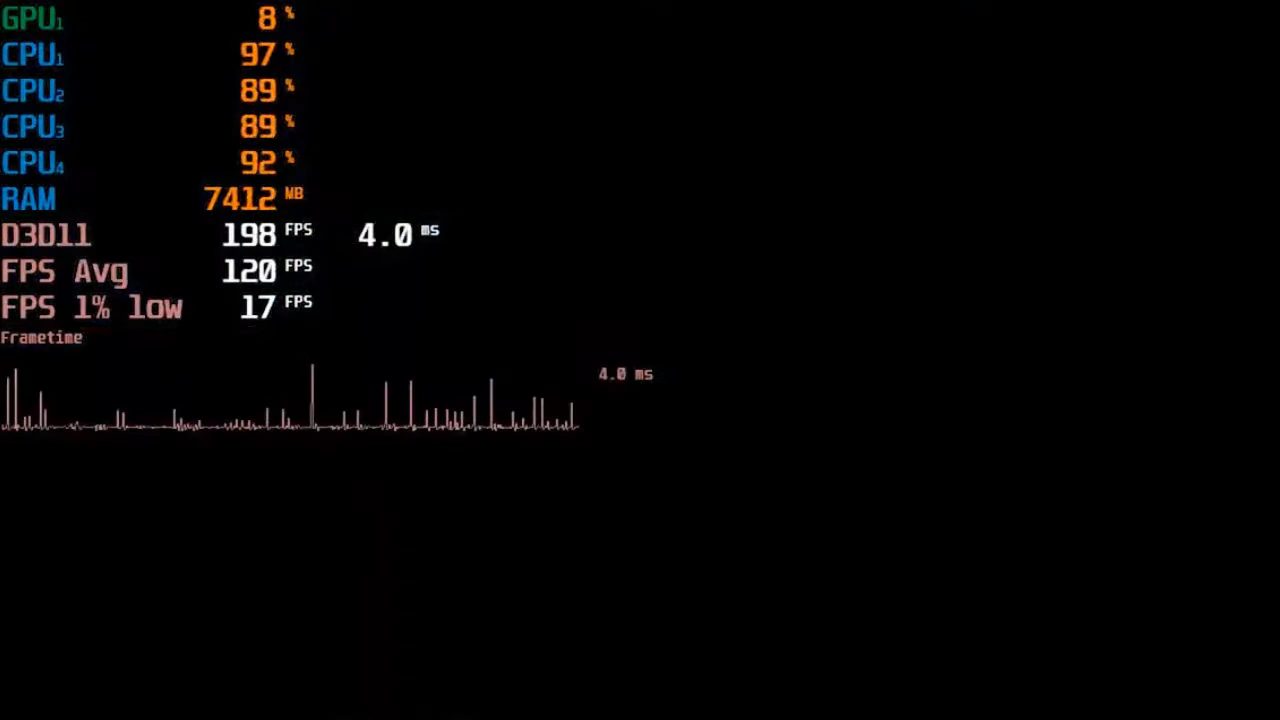 GPU1 8 %
CPU1 97 %
CPU2 89 %
CPU3 89 %
CPU4 92 %
RAM 7412 MB
D3D11 198 FPS 4.0 ms
FPS Avg 120 FPS
FPS 1% low 17 FPS
Frametime
4.0 ms